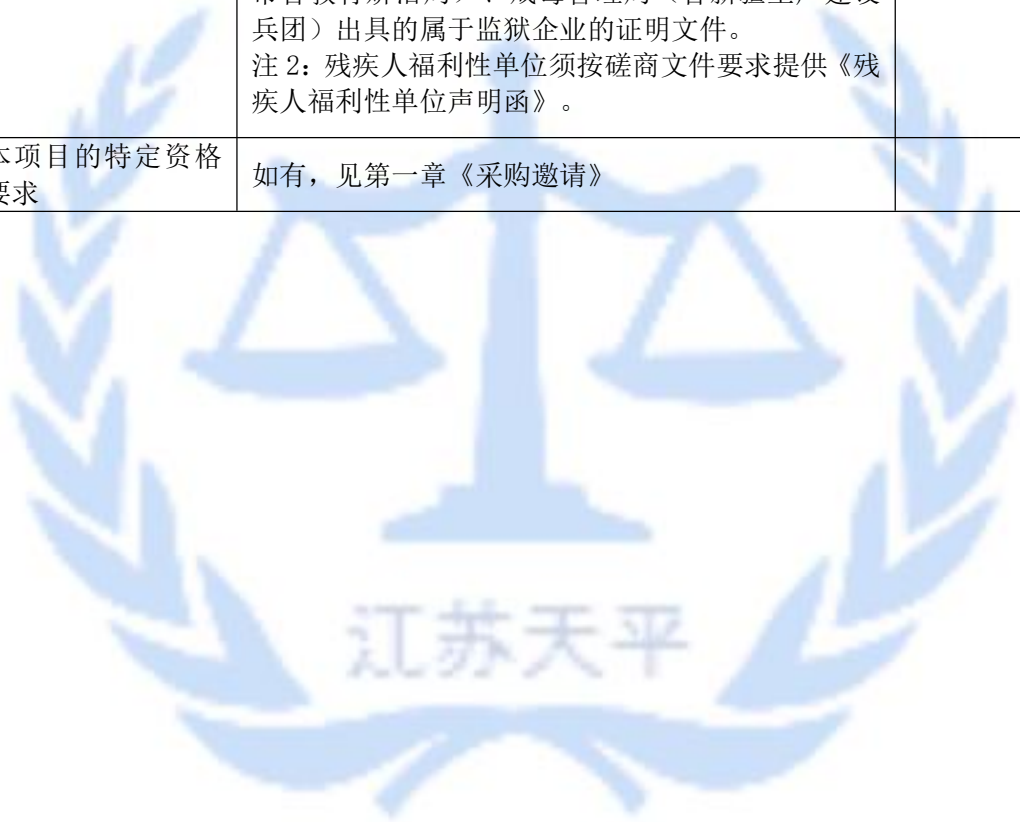 兵团）出具的属于监狱企业的证明文件。
注 2：残疾人福利性单位须按磋商文件要求提供《残
疾人福利性单位声明函》。
本项目的特定资格
要求
如有，见第一章《采购邀请》
江苏天平